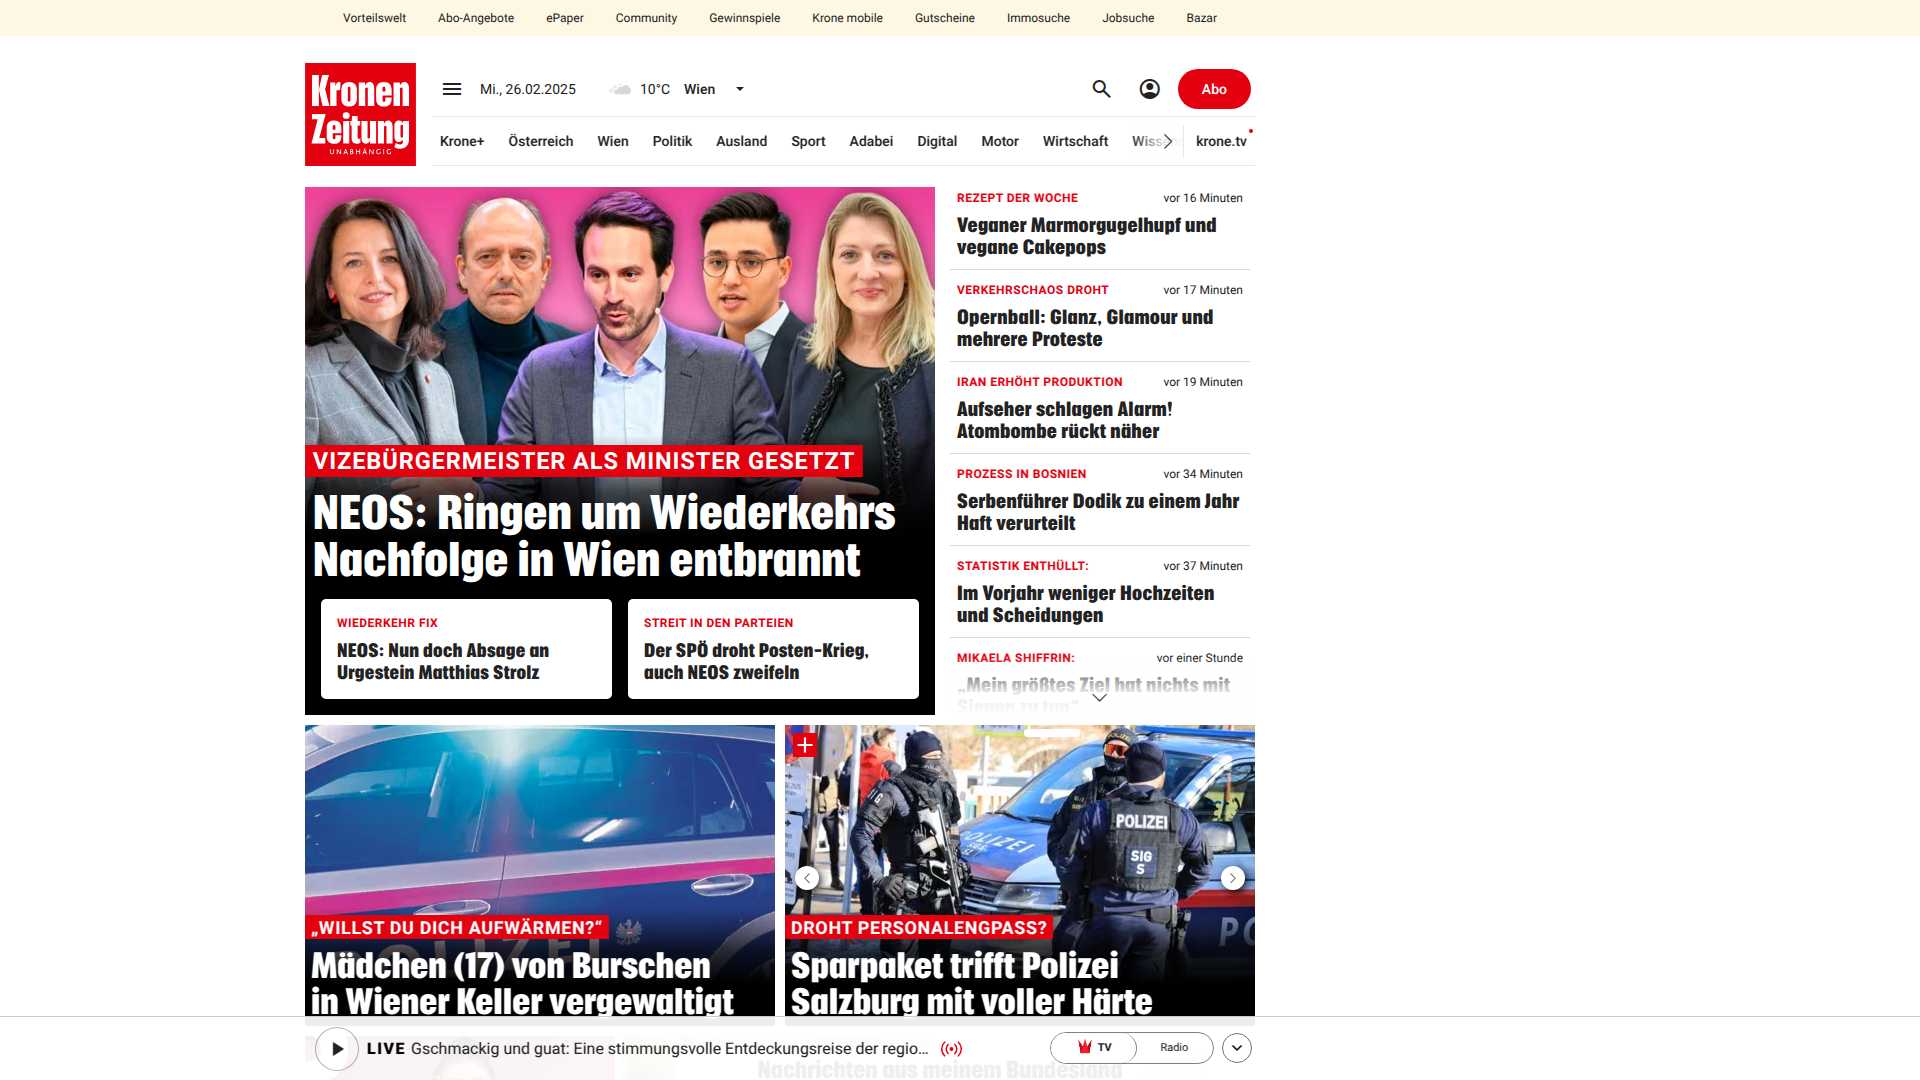 Vorteilswelt Abo-Angebote ePaper Community Gewinnspiele Krone mobile Gutscheine Immosuche Jobsuche Bazar
Kronen
Zeitung
UNABHÄNGIG
Mi., 26.02.2025 10°C Wien
Abo
Krone+ Österreich Wien Politik Ausland Sport Adabei Digital Motor Wirtschaft Wiss krone.tv
VIZEBÜRGERMEISTER ALS MINISTER GESETZT
NEOS: Ringen um Wiederkehrs
Nachfolge in Wien entbrannt
WIEDERKEHR FIX
NEOS: Nun doch Absage an
Urgestein Matthias Strolz
STREIT IN DEN PARTEIEN
Der SPÖ droht Posten-Krieg,
auch NEOS zweifeln
REZEPT DER WOCHE vor 16 Minuten
Veganer Marmorgugelhupf und
vegane Cakepops
VERKEHRSCHAOS DROHT vor 17 Minuten
Opernball: Glanz, Glamour und
mehrere Proteste
IRAN ERHÖHT PRODUKTION vor 19 Minuten
Aufseher schlagen Alarm!
Atombombe rückt näher
PROZESS IN BOSNIEN vor 34 Minuten
Serbenführer Dodik zu einem Jahr
Haft verurteilt
STATISTIK ENTHÜLLT: vor 37 Minuten
Im Vorjahr weniger Hochzeiten
und Scheidungen
MIKAELA SHIFFRIN: vor einer Stunde
„Mein größtes Ziel hat nichts mit
Siegen zu tun“
POLIZEI
„WILLST DU DICH AUFWÄRMEN?“
Mädchen (17) von Burschen
in Wiener Keller vergewaltigt
SIG
POLIZEI
POLIZEI
SIG
S
PO
DROHT PERSONALENGPASS?
Sparpaket trifft Polizei
Salzburg mit voller Härte
LIVE Gschmackig und guat: Eine stimmungsvolle Entdeckungsreise der regio...
TV Radio
Nachrichten aus meinem Bundesland